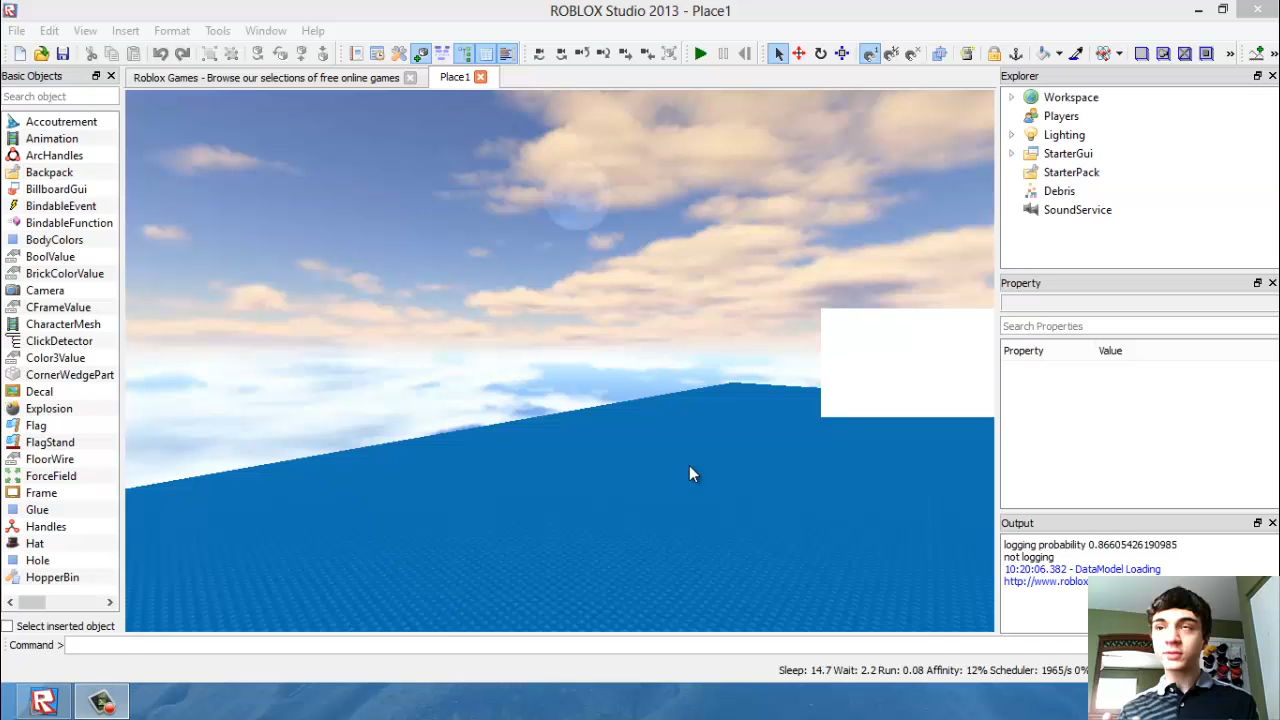 ROBLOX Studio 2013 - Place1
File Edit View Insert Format Tools Window Help
Basic Objects
Search object
Accoutrement
Animation
ArcHandles
Backpack
BillboardGui
BindableEvent
BindableFunction
BodyColors
BoolValue
BrickColorValue
Camera
CFrameValue
CharacterMesh
ClickDetector
Color3Value
CornerWedgePart
Decal
Explosion
Flag
FlagStand
FloorWire
ForceField
Frame
Glue
Handles
Hat
Hole
HopperBin
Select inserted object
Roblox Games - Browse our selections of free online games
Place1
Explorer
Workspace
Players
Lighting
StarterGui
StarterPack
Debris
SoundService
Property
Search Properties
Property Value
Output
logging probability 0.86605426190985
not logging
10:20:06.382 - DataModel Loading
http://www.roblox
Command >
Sleep: 14.7 Wait: 2.2 Run: 0.08 Affinity: 12% Scheduler: 1965/s 0%